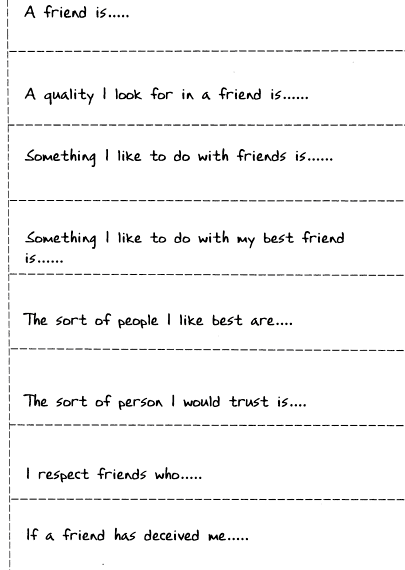 A friend is.....
A quality I look for in a friend is......
Something I like to do with friends is......
Something I like to do with my best friend
is......
The sort of people I like best are....
The sort of person I would trust is....
I respect friends who.....
If a friend has deceived me.....